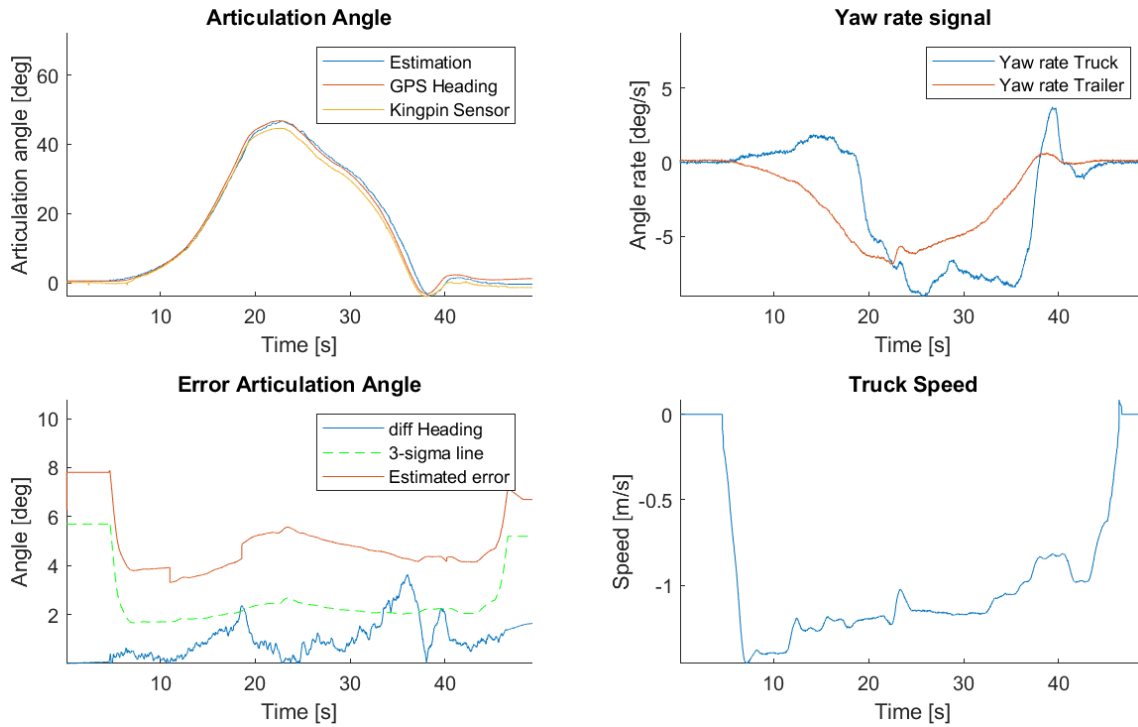 Articulation Angle
Articulation angle [deg]
60
40
20
0
10
20
30
40
Time [s]
Estimation
GPS Heading
Kingpin Sensor
Yaw rate signal
Angle rate [deg/s]
5
0
-5
10
20
30
40
Time [s]
Yaw rate Truck
Yaw rate Trailer
Error Articulation Angle
Angle [deg]
10
8
6
4
2
10
20
30
40
Time [s]
diff Heading
3-sigma line
Estimated error
Truck Speed
Speed [m/s]
0
-0.5
-1
10
20
30
40
Time [s]